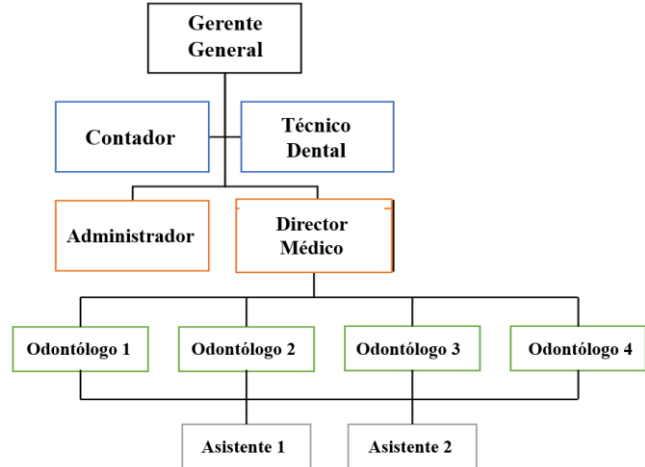 Gerente
General
Contador
Técnico
Dental
Administrador
Director
Médico
Odontólogo 1
Odontólogo 2
Odontólogo 3
Odontólogo 4
Asistente 1
Asistente 2